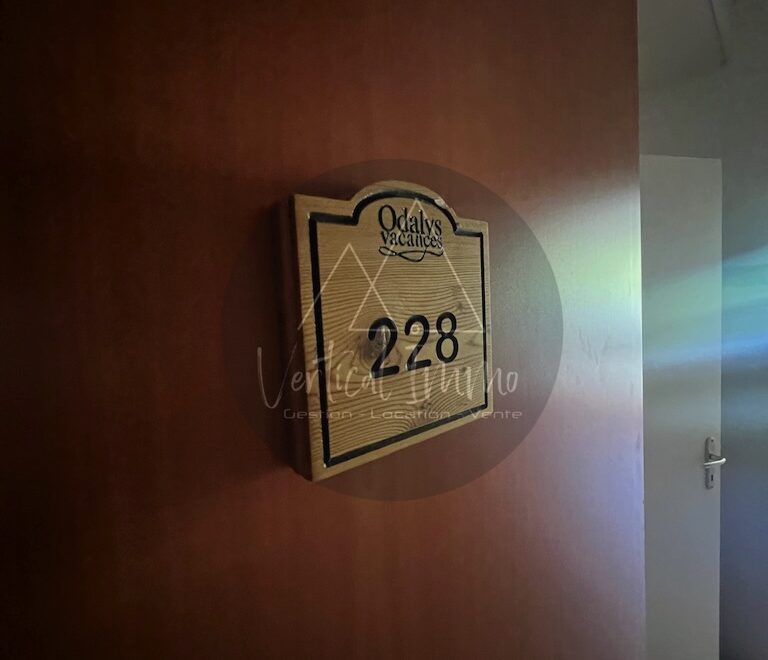 Odalys
vacances
228
Vertical Immo
Gestion - Location - Vente